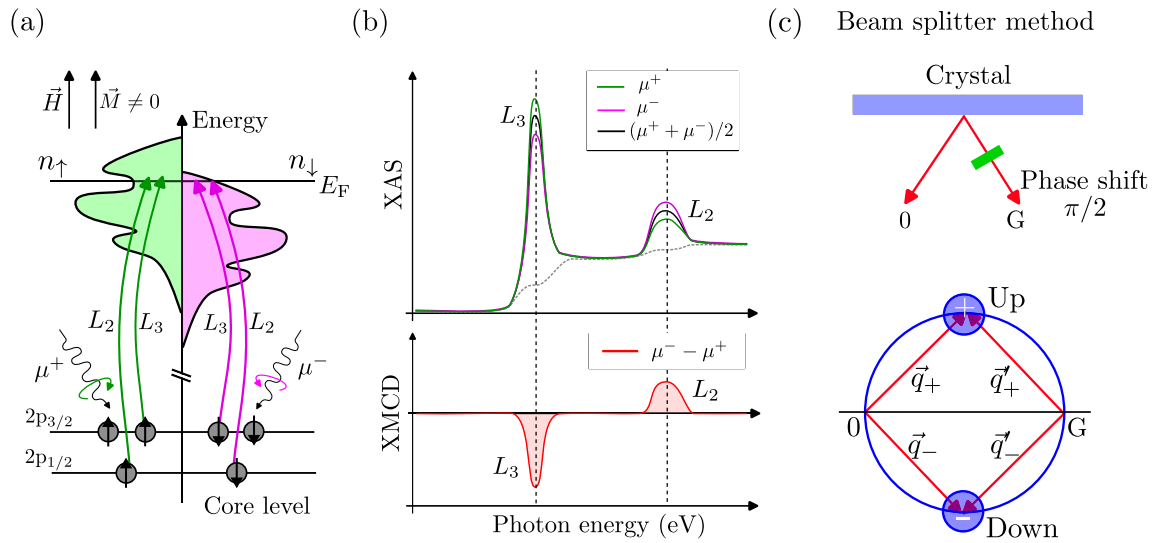 (a)
H⃗
M⃗ ≠ 0
Energy
n↑
n↓
E_F
L₂
L₃
L₃
L₂
μ⁺
μ⁻
2p₃/₂
2p₁/₂
Core level
(b)
XAS
L₃
μ⁺
μ⁻
(μ⁺ + μ⁻)/2
L₂
XMCD
μ⁻ − μ⁺
L₂
L₃
Photon energy (eV)
(c)
Beam splitter method
Crystal
Phase shift
π/2
0
G
+
Up
q⃗₊
q⃗′₊
0
G
q⃗₋
q⃗′₋
−
Down